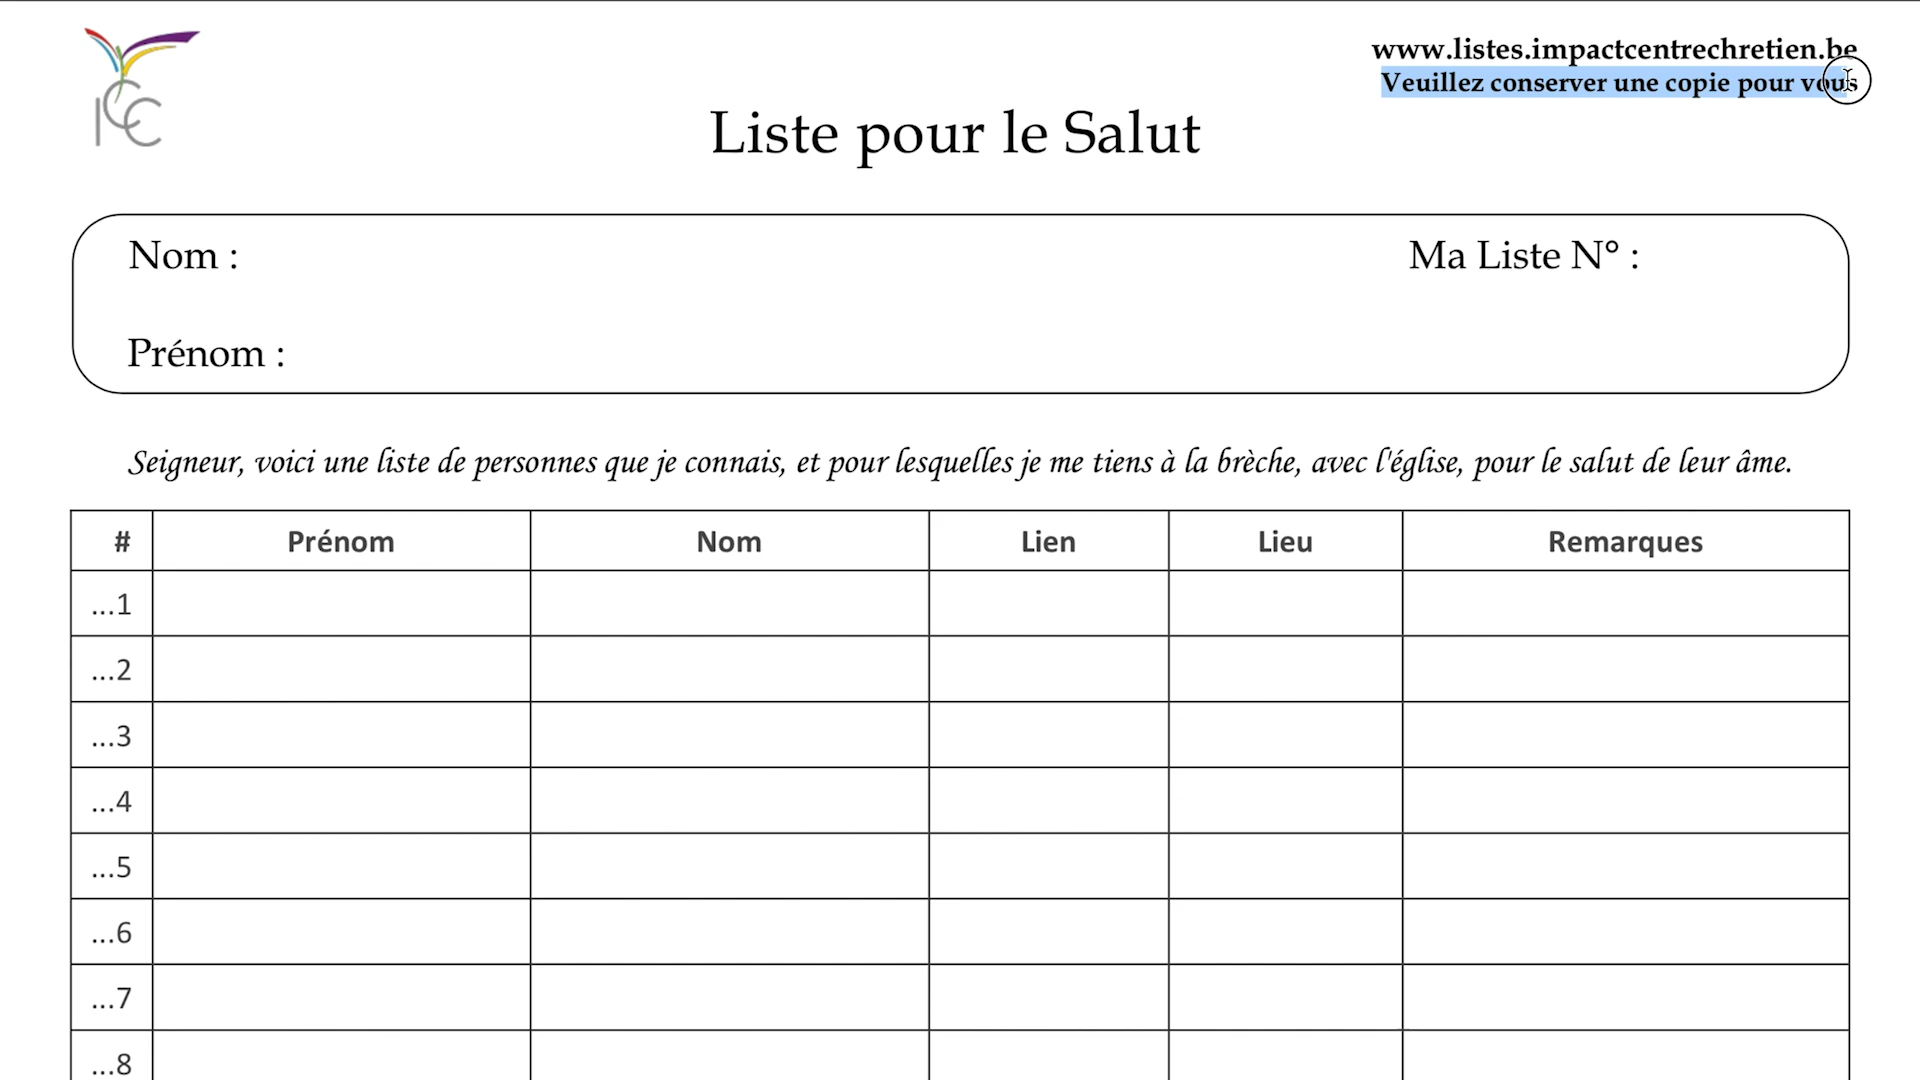 ICC
www.listes.impactcentrechretien.be
Veuillez conserver une copie pour vous
Liste pour le Salut
Nom :
Ma Liste N° :
Prénom :
Seigneur, voici une liste de personnes que je connais, et pour lesquelles je me tiens à la brèche, avec l'église, pour le salut de leur âme.
# Prénom Nom Lien Lieu Remarques
...1
...2
...3
...4
...5
...6
...7
...8